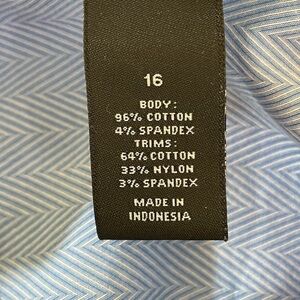 16
BODY:
96% COTTON
4% SPANDEX
TRIMS:
64% COTTON
33% NYLON
3% SPANDEX
MADE IN
INDONESIA